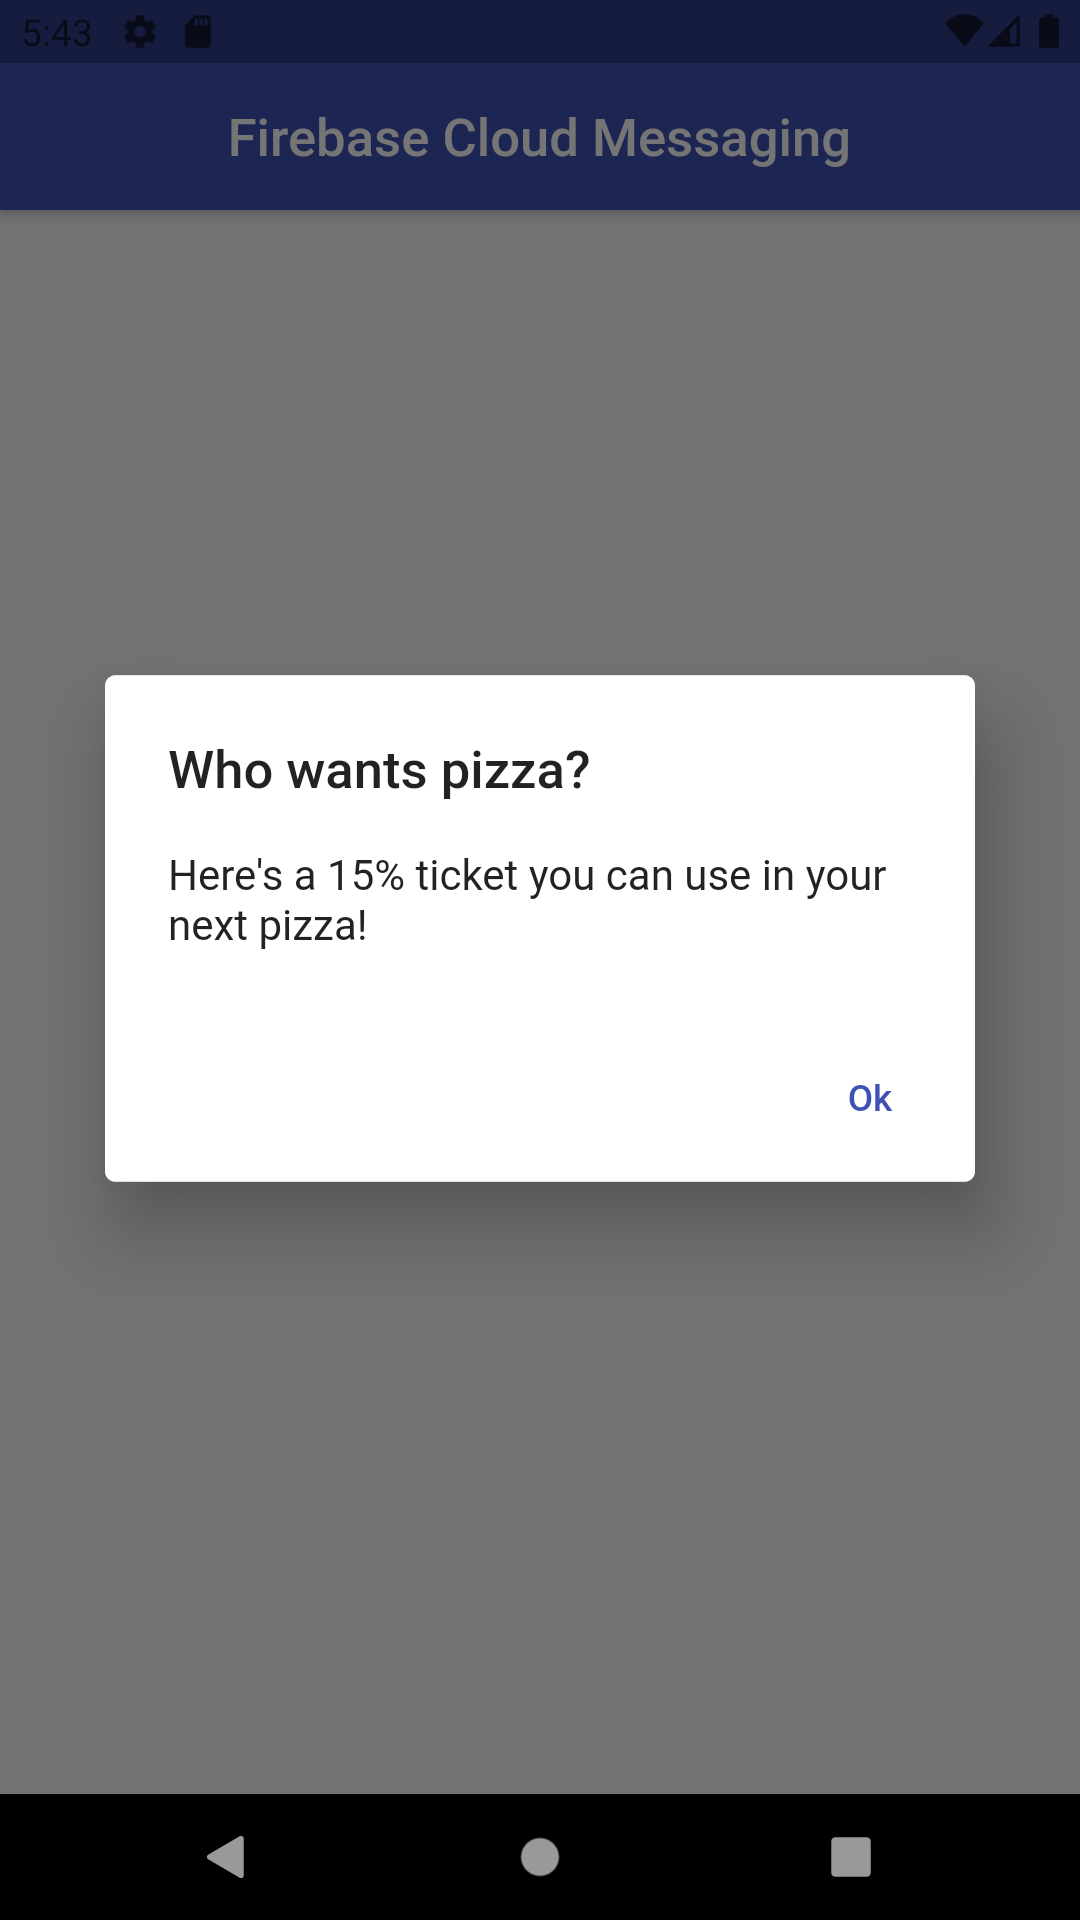 5:43
Firebase Cloud Messaging
Who wants pizza?
Here's a 15% ticket you can use in your
next pizza!
Ok